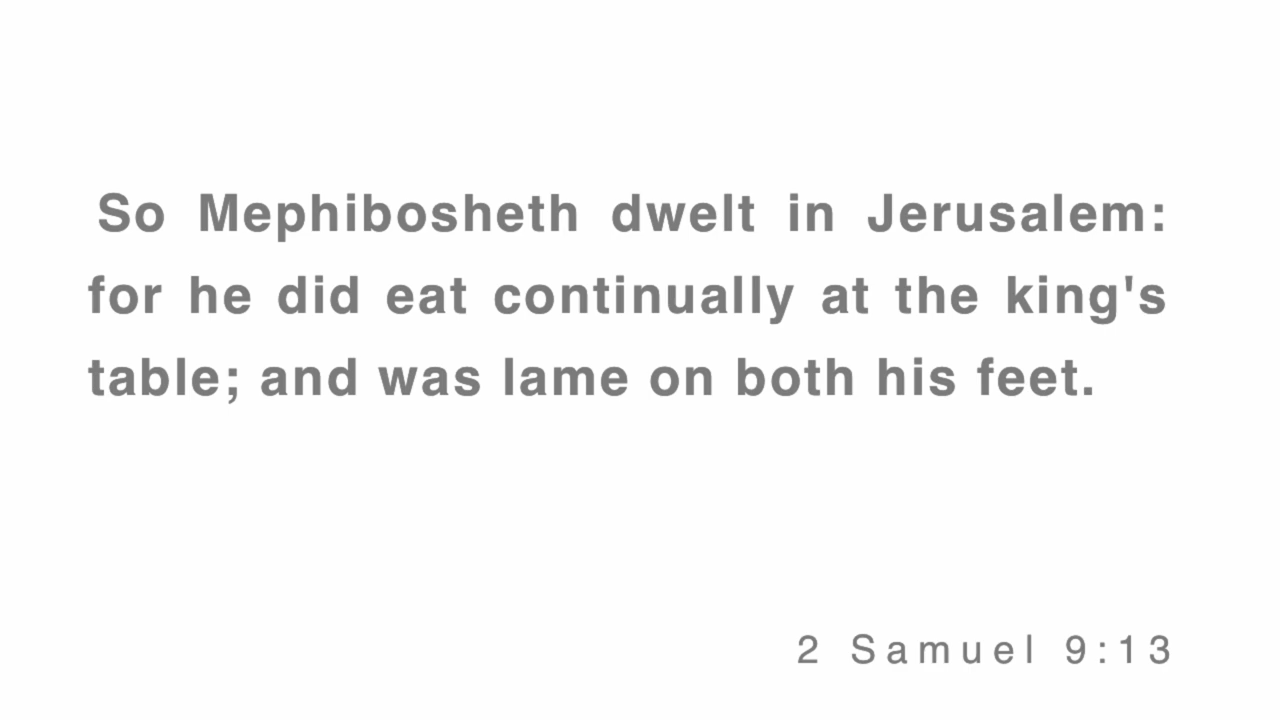 So Mephibosheth dwelt in Jerusalem:
for he did eat continually at the king's
table; and was lame on both his feet.
2 Samuel 9:13